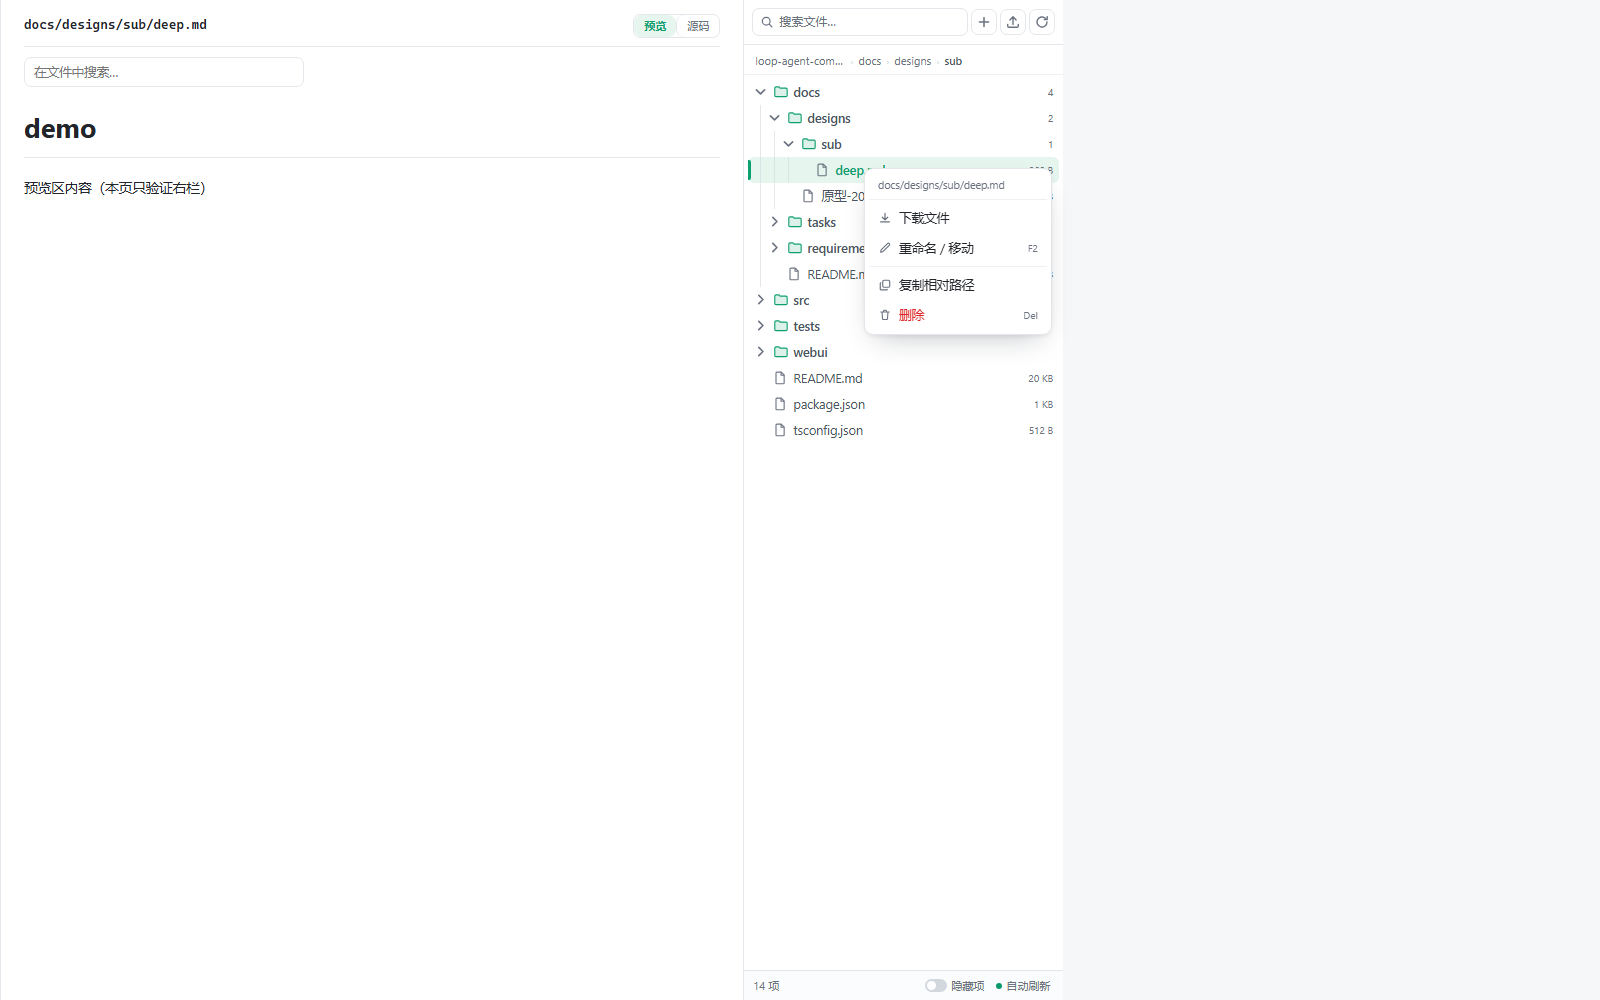 docs/designs/sub/deep.md
预览 源码
在文件中搜索...
demo
预览区内容（本页只验证右栏）
搜索文件...
loop-agent-com... › docs › designs › sub
docs 4
designs 2
sub 1
deep
原型-20
tasks
requireme
README.m
src
tests
webui
README.md 20 KB
package.json 1 KB
tsconfig.json 512 B
docs/designs/sub/deep.md
下载文件
重命名 / 移动 F2
复制相对路径
删除 Del
14 项 隐藏项 自动刷新